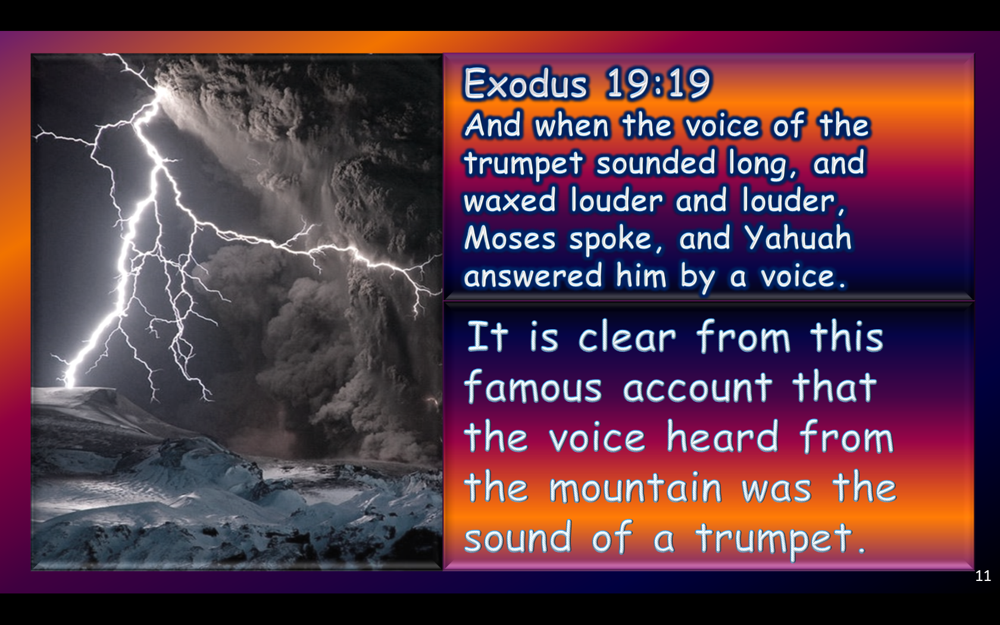 Exodus 19:19
And when the voice of the
trumpet sounded long, and
waxed louder and louder,
Moses spoke, and Yahuah
answered him by a voice.
It is clear from this
famous account that
the voice heard from
the mountain was the
sound of a trumpet.
11